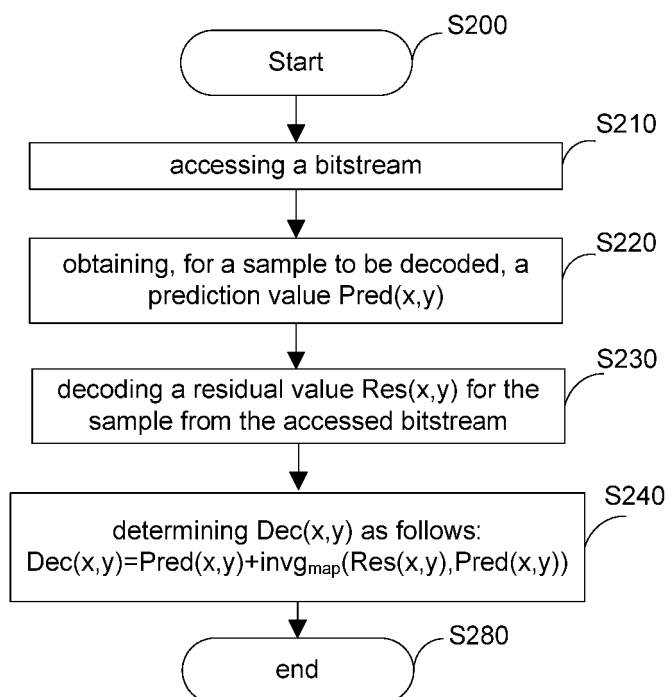 S200
Start
S210
accessing a bitstream
S220
obtaining, for a sample to be decoded, a
prediction value Pred(x,y)
S230
decoding a residual value Res(x,y) for the
sample from the accessed bitstream
S240
determining Dec(x,y) as follows:
Dec(x,y)=Pred(x,y)+invgmap(Res(x,y),Pred(x,y))
S280
end